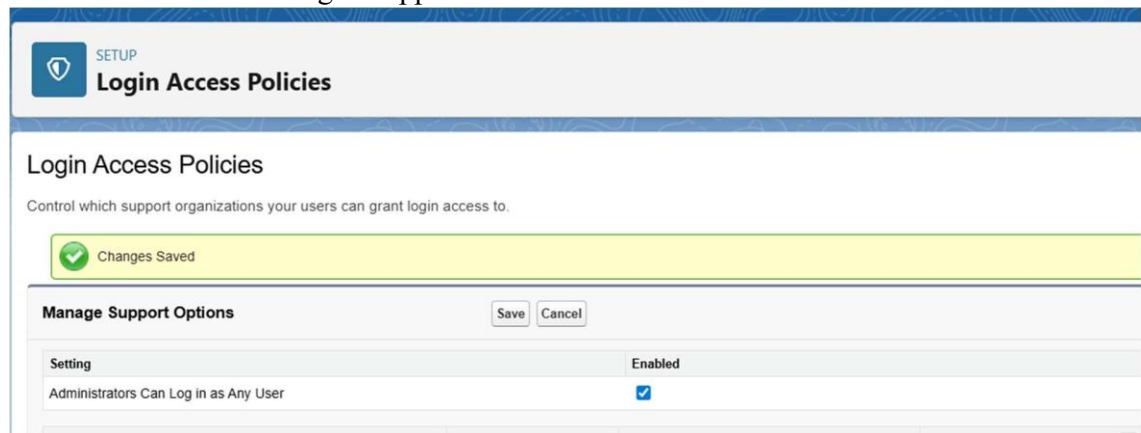 SETUP
Login Access Policies
Login Access Policies
Control which support organizations your users can grant login access to.
Changes Saved
Manage Support Options Save Cancel
Setting Enabled
Administrators Can Log in as Any User